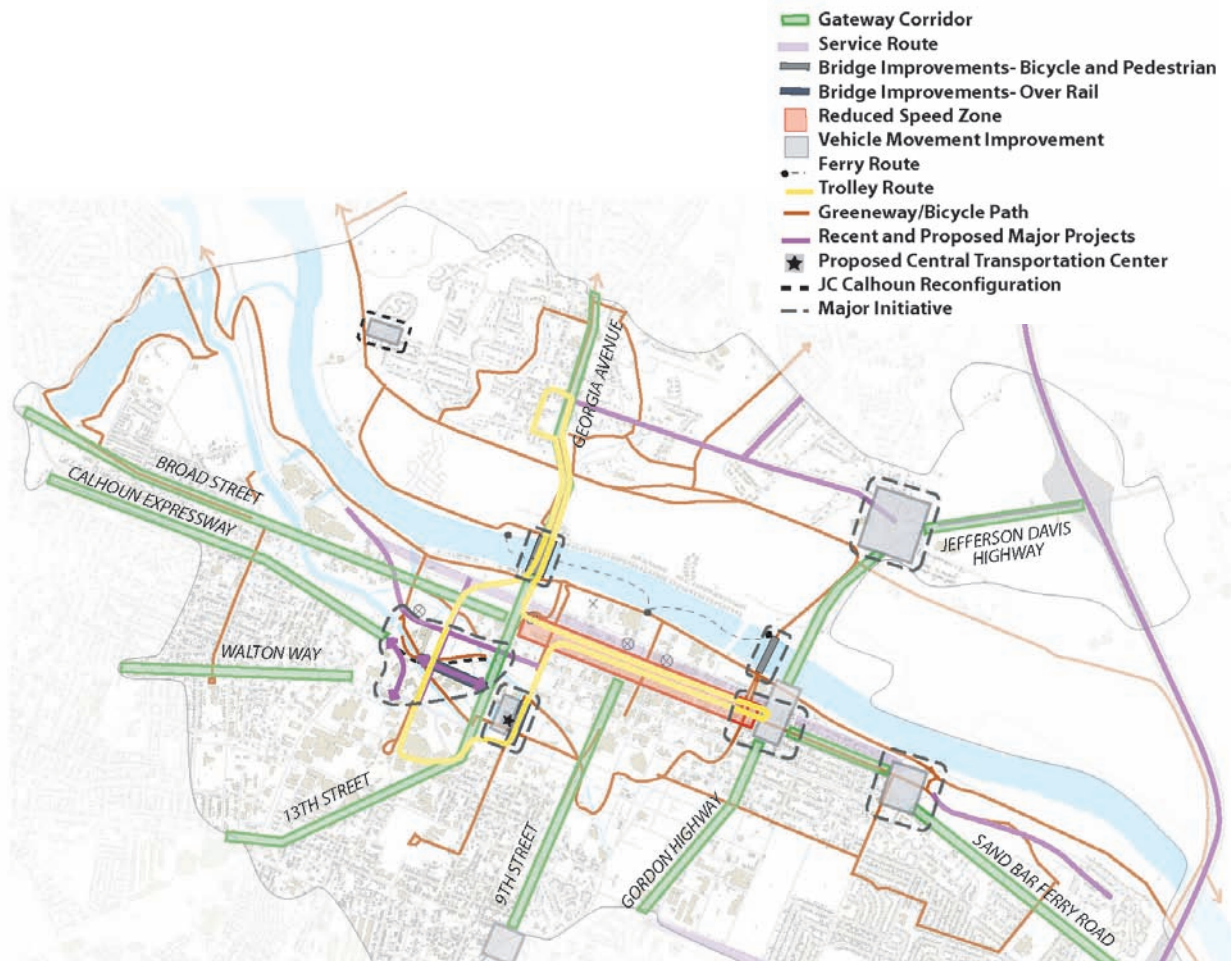 Gateway Corridor
Service Route
Bridge Improvements- Bicycle and Pedestrian
Bridge Improvements- Over Rail
Reduced Speed Zone
Vehicle Movement Improvement
Ferry Route
Trolley Route
Greeneway/Bicycle Path
Recent and Proposed Major Projects
Proposed Central Transportation Center
JC Calhoun Reconfiguration
Major Initiative
GEORGIA AVENUE
BROAD STREET
CALHOUN EXPRESSWAY
JEFFERSON DAVIS
HIGHWAY
WALTON WAY
13TH STREET
9TH STREET
GORDON HIGHWAY
SAND BAR FERRY ROAD